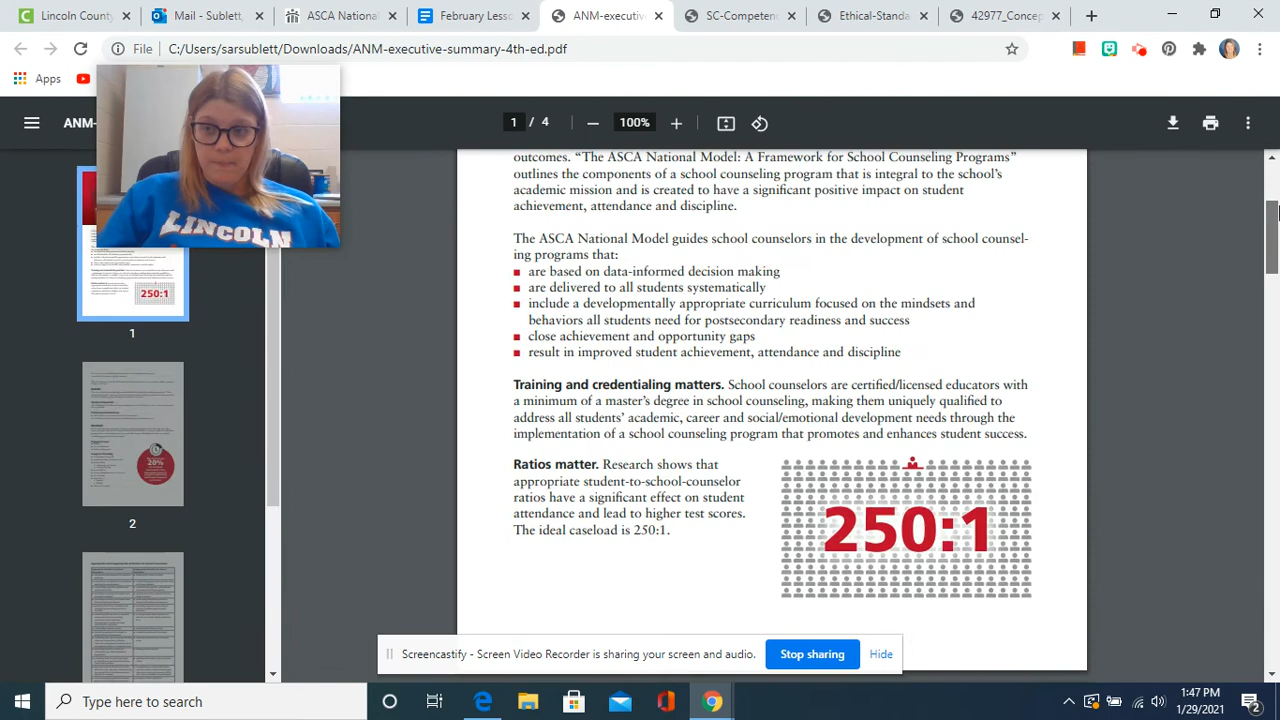 Lincoln County
Mail - Sublett,
ASCA National
February Less
ANM-executive
SC-Competenc
Ethical-Standa
42977_Concep
File
C:/Users/sarsublett/Downloads/ANM-executive-summary-4th-ed.pdf
Apps
ANM-
1 / 4
100%
LINCOLN
250:1
1
20%
2
outcomes. “The ASCA National Model: A Framework for School Counseling Programs”
outlines the components of a school counseling program that is integral to the school’s
academic mission and is created to have a significant positive impact on student
achievement, attendance and discipline.
The ASCA National Model guides school counselors in the development of school counsel-
ing programs that:
are based on data-informed decision making
are delivered to all students systematically
include a developmentally appropriate curriculum focused on the mindsets and
behaviors all students need for postsecondary readiness and success
close achievement and opportunity gaps
result in improved student achievement, attendance and discipline
Training and credentialing matters. School counselors are certified/licensed educators with
a minimum of a master’s degree in school counseling, making them uniquely qualified to
address all students’ academic, career and social/emotional development needs through the
implementation of a school counseling program that promotes and enhances student success.
Ratios matter. Research shows that
appropriate student-to-school-counselor
ratios have a significant effect on student
attendance and lead to higher test scores.
The ideal caseload is 250:1.
250:1
Screencastify - Screen Video Recorder is sharing your screen and audio.
Stop sharing
Hide
Type here to search
1:47 PM
1/29/2021
2